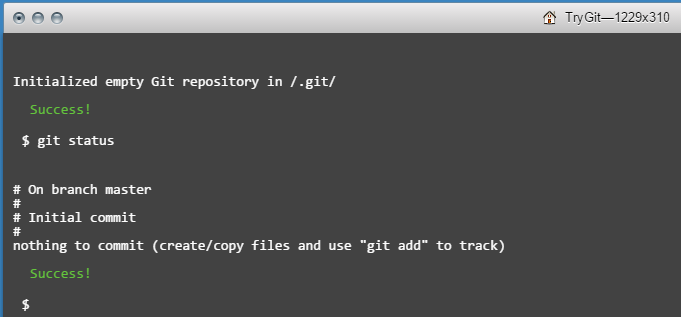 TryGit—1229x310
Initialized empty Git repository in /.git/
Success!
$ git status
# On branch master
#
# Initial commit
#
nothing to commit (create/copy files and use "git add" to track)
Success!
$